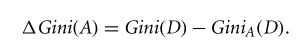 ΔGini(A) = Gini(D) − Gini_A(D).